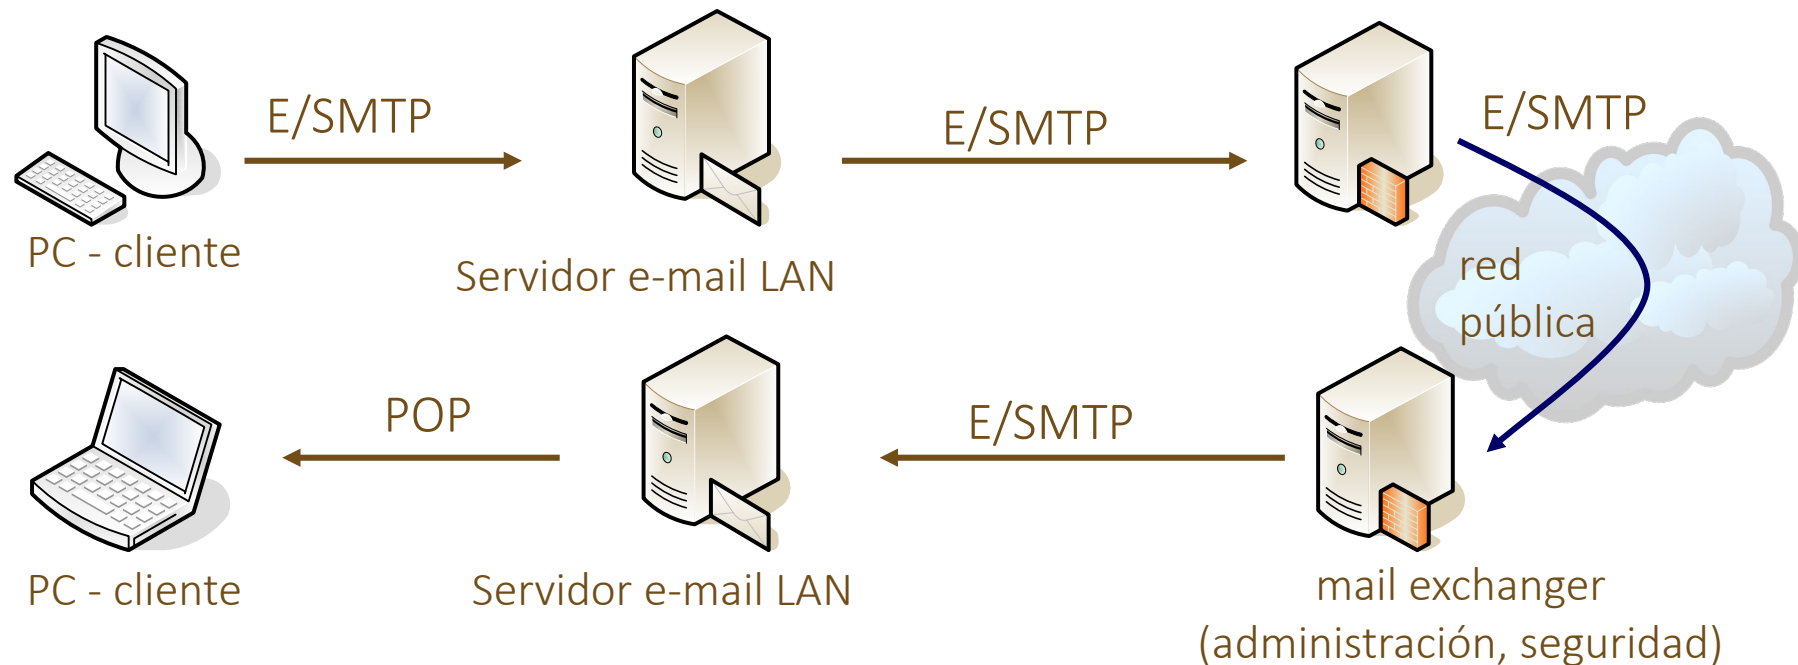 E/SMTP
E/SMTP
E/SMTP
PC - cliente
Servidor e-mail LAN
red
pública
POP
E/SMTP
PC - cliente
Servidor e-mail LAN
mail exchanger
(administración, seguridad)